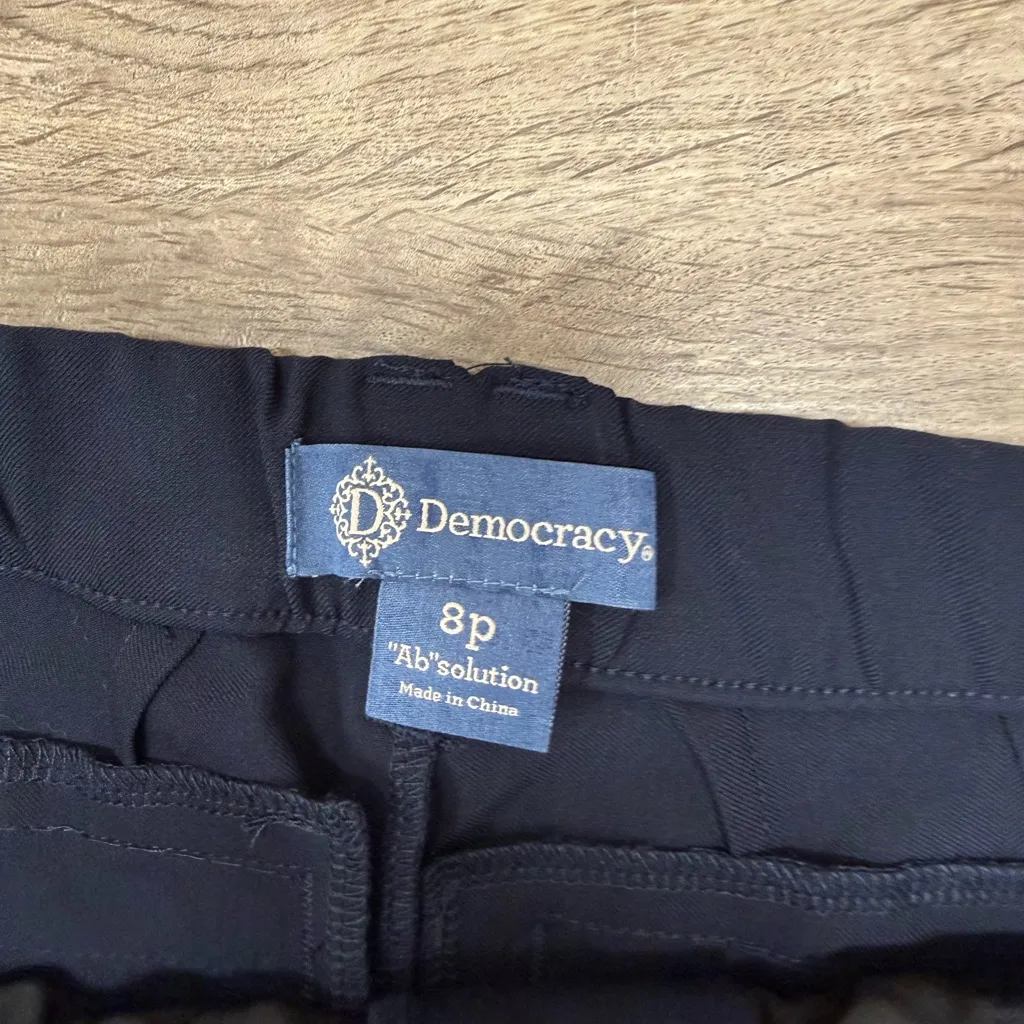 D Democracy®
8p
"Ab"solution
Made in China